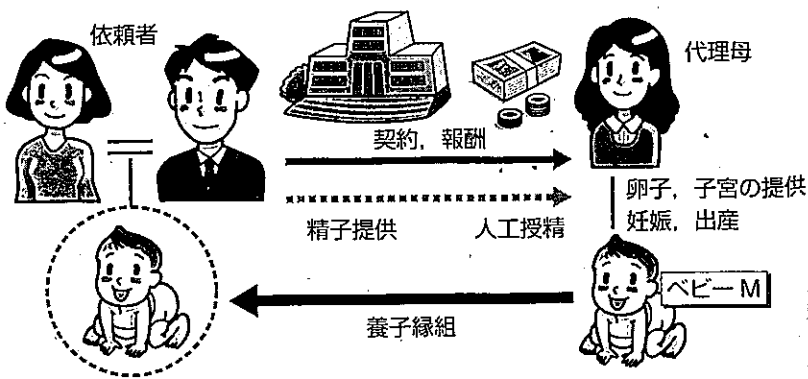 依頼者
代理母
契約，報酬
卵子，子宮の提供
精子提供
人工授精
妊娠，出産
ベビー M
養子縁組